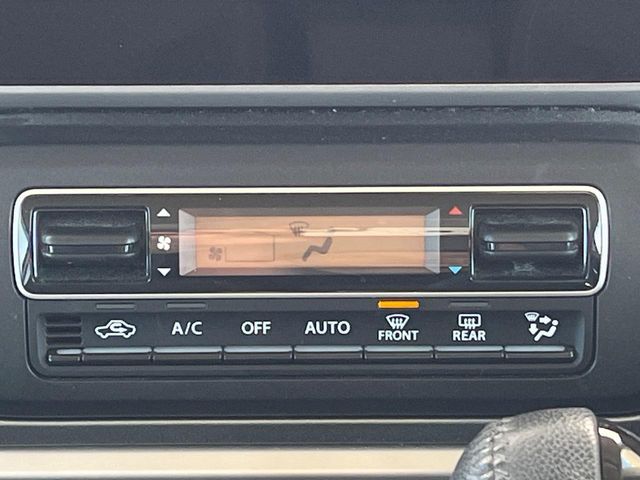 A/C OFF AUTO FRONT REAR